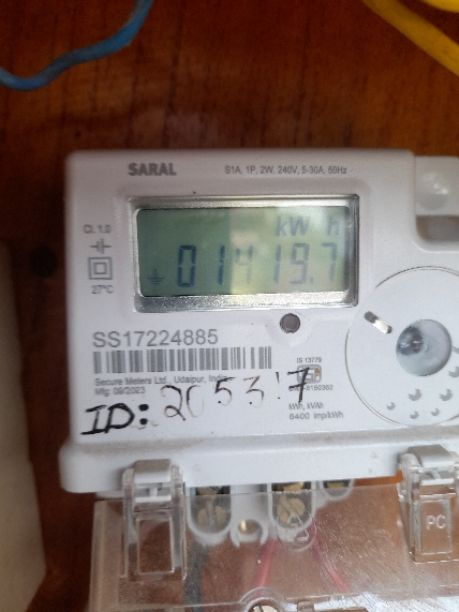 SARAL
S1A, 1P, 2W, 240V, 5-30A, 50Hz
kW h
01419.7
Cl. 1.0
27°C
SS17224885
Secure Meters Ltd., Udaipur, India
Mfg: 09/2023
IS 13779
kWh, kVAh
6400 imp/kWh
ID:
PC